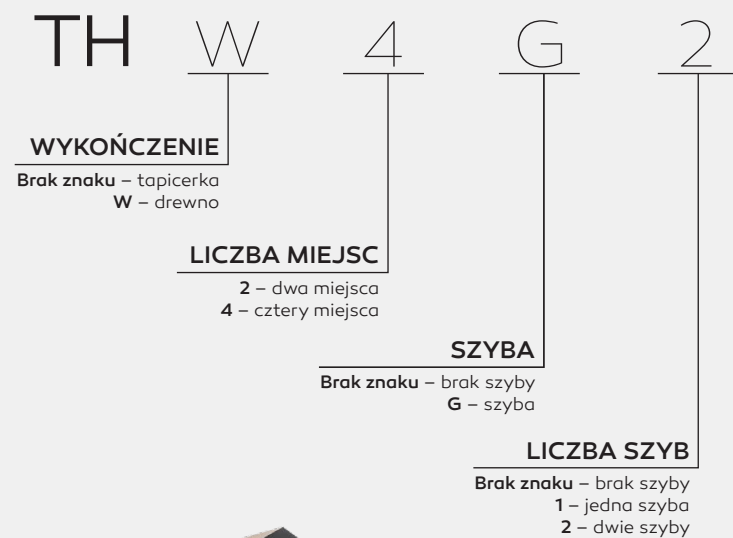 TH W 4 G 2
WYKOŃCZENIE
Brak znaku – tapicerka
W – drewno
LICZBA MIEJSC
2 – dwa miejsca
4 – cztery miejsca
SZYBA
Brak znaku – brak szyby
G – szyba
LICZBA SZYB
Brak znaku – brak szyby
1 – jedna szyba
2 – dwie szyby